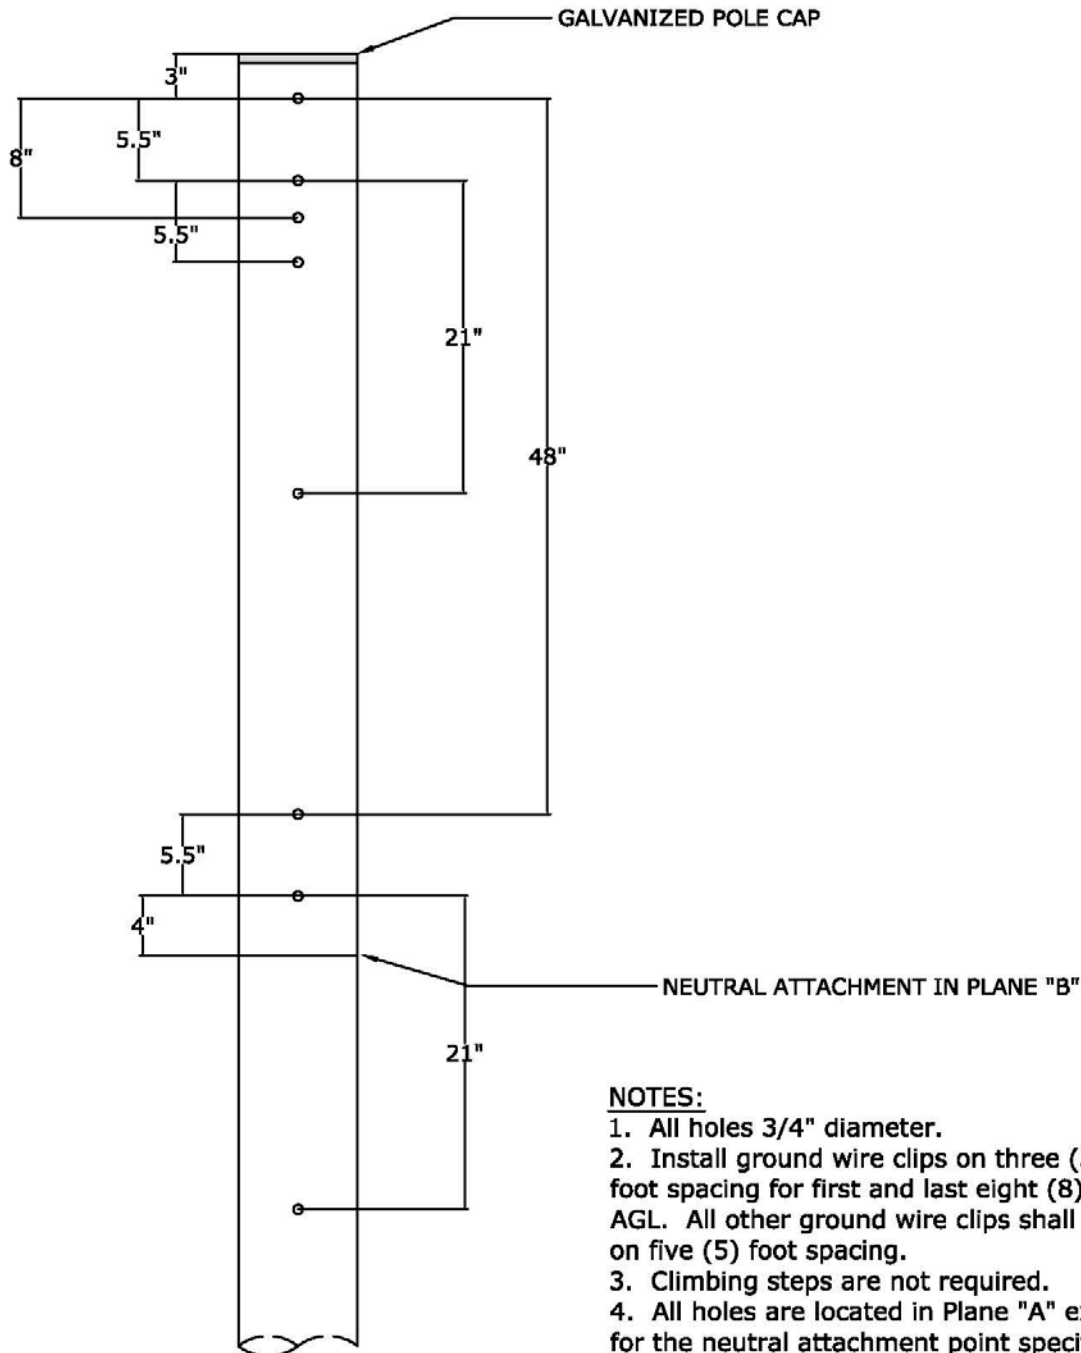 GALVANIZED POLE CAP
3"
5.5"
8"
5.5"
21"
48"
5.5"
4"
NEUTRAL ATTACHMENT IN PLANE "B"
21"
NOTES:
1. All holes 3/4" diameter.
2. Install ground wire clips on three (
foot spacing for first and last eight (8)
AGL. All other ground wire clips shall
on five (5) foot spacing.
3. Climbing steps are not required.
4. All holes are located in Plane "A"
for the neutral attachment point